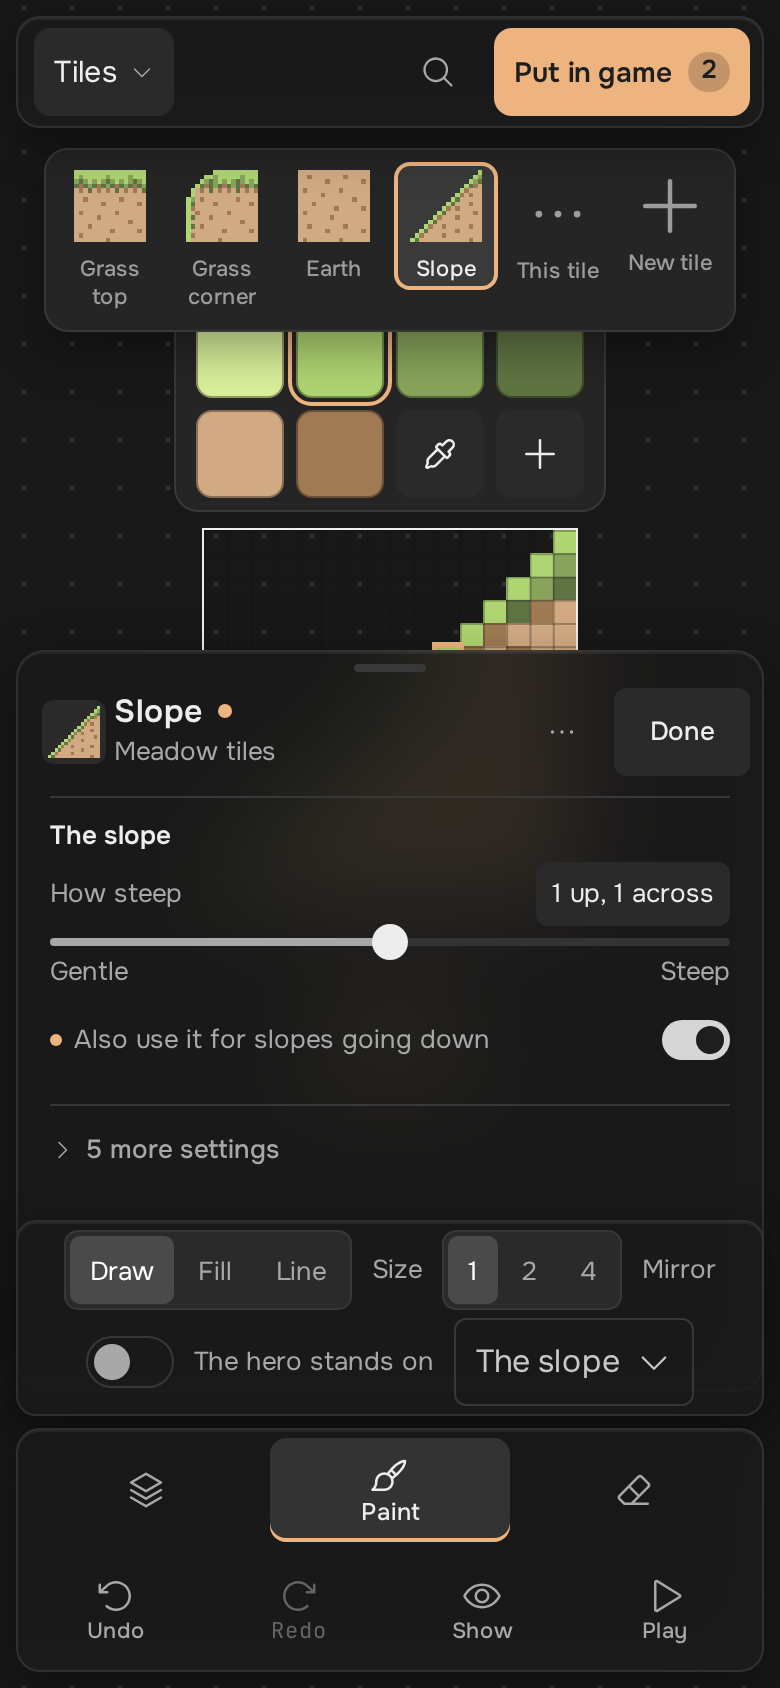 Tiles
Put in game 2
Grass top
Grass corner
Earth
Slope
This tile
New tile
Slope
Meadow tiles
Done
The slope
How steep
1 up, 1 across
Gentle
Steep
Also use it for slopes going down
5 more settings
Draw Fill Line Size 1 2 4 Mirror
The hero stands on The slope
Paint
Undo Redo Show Play